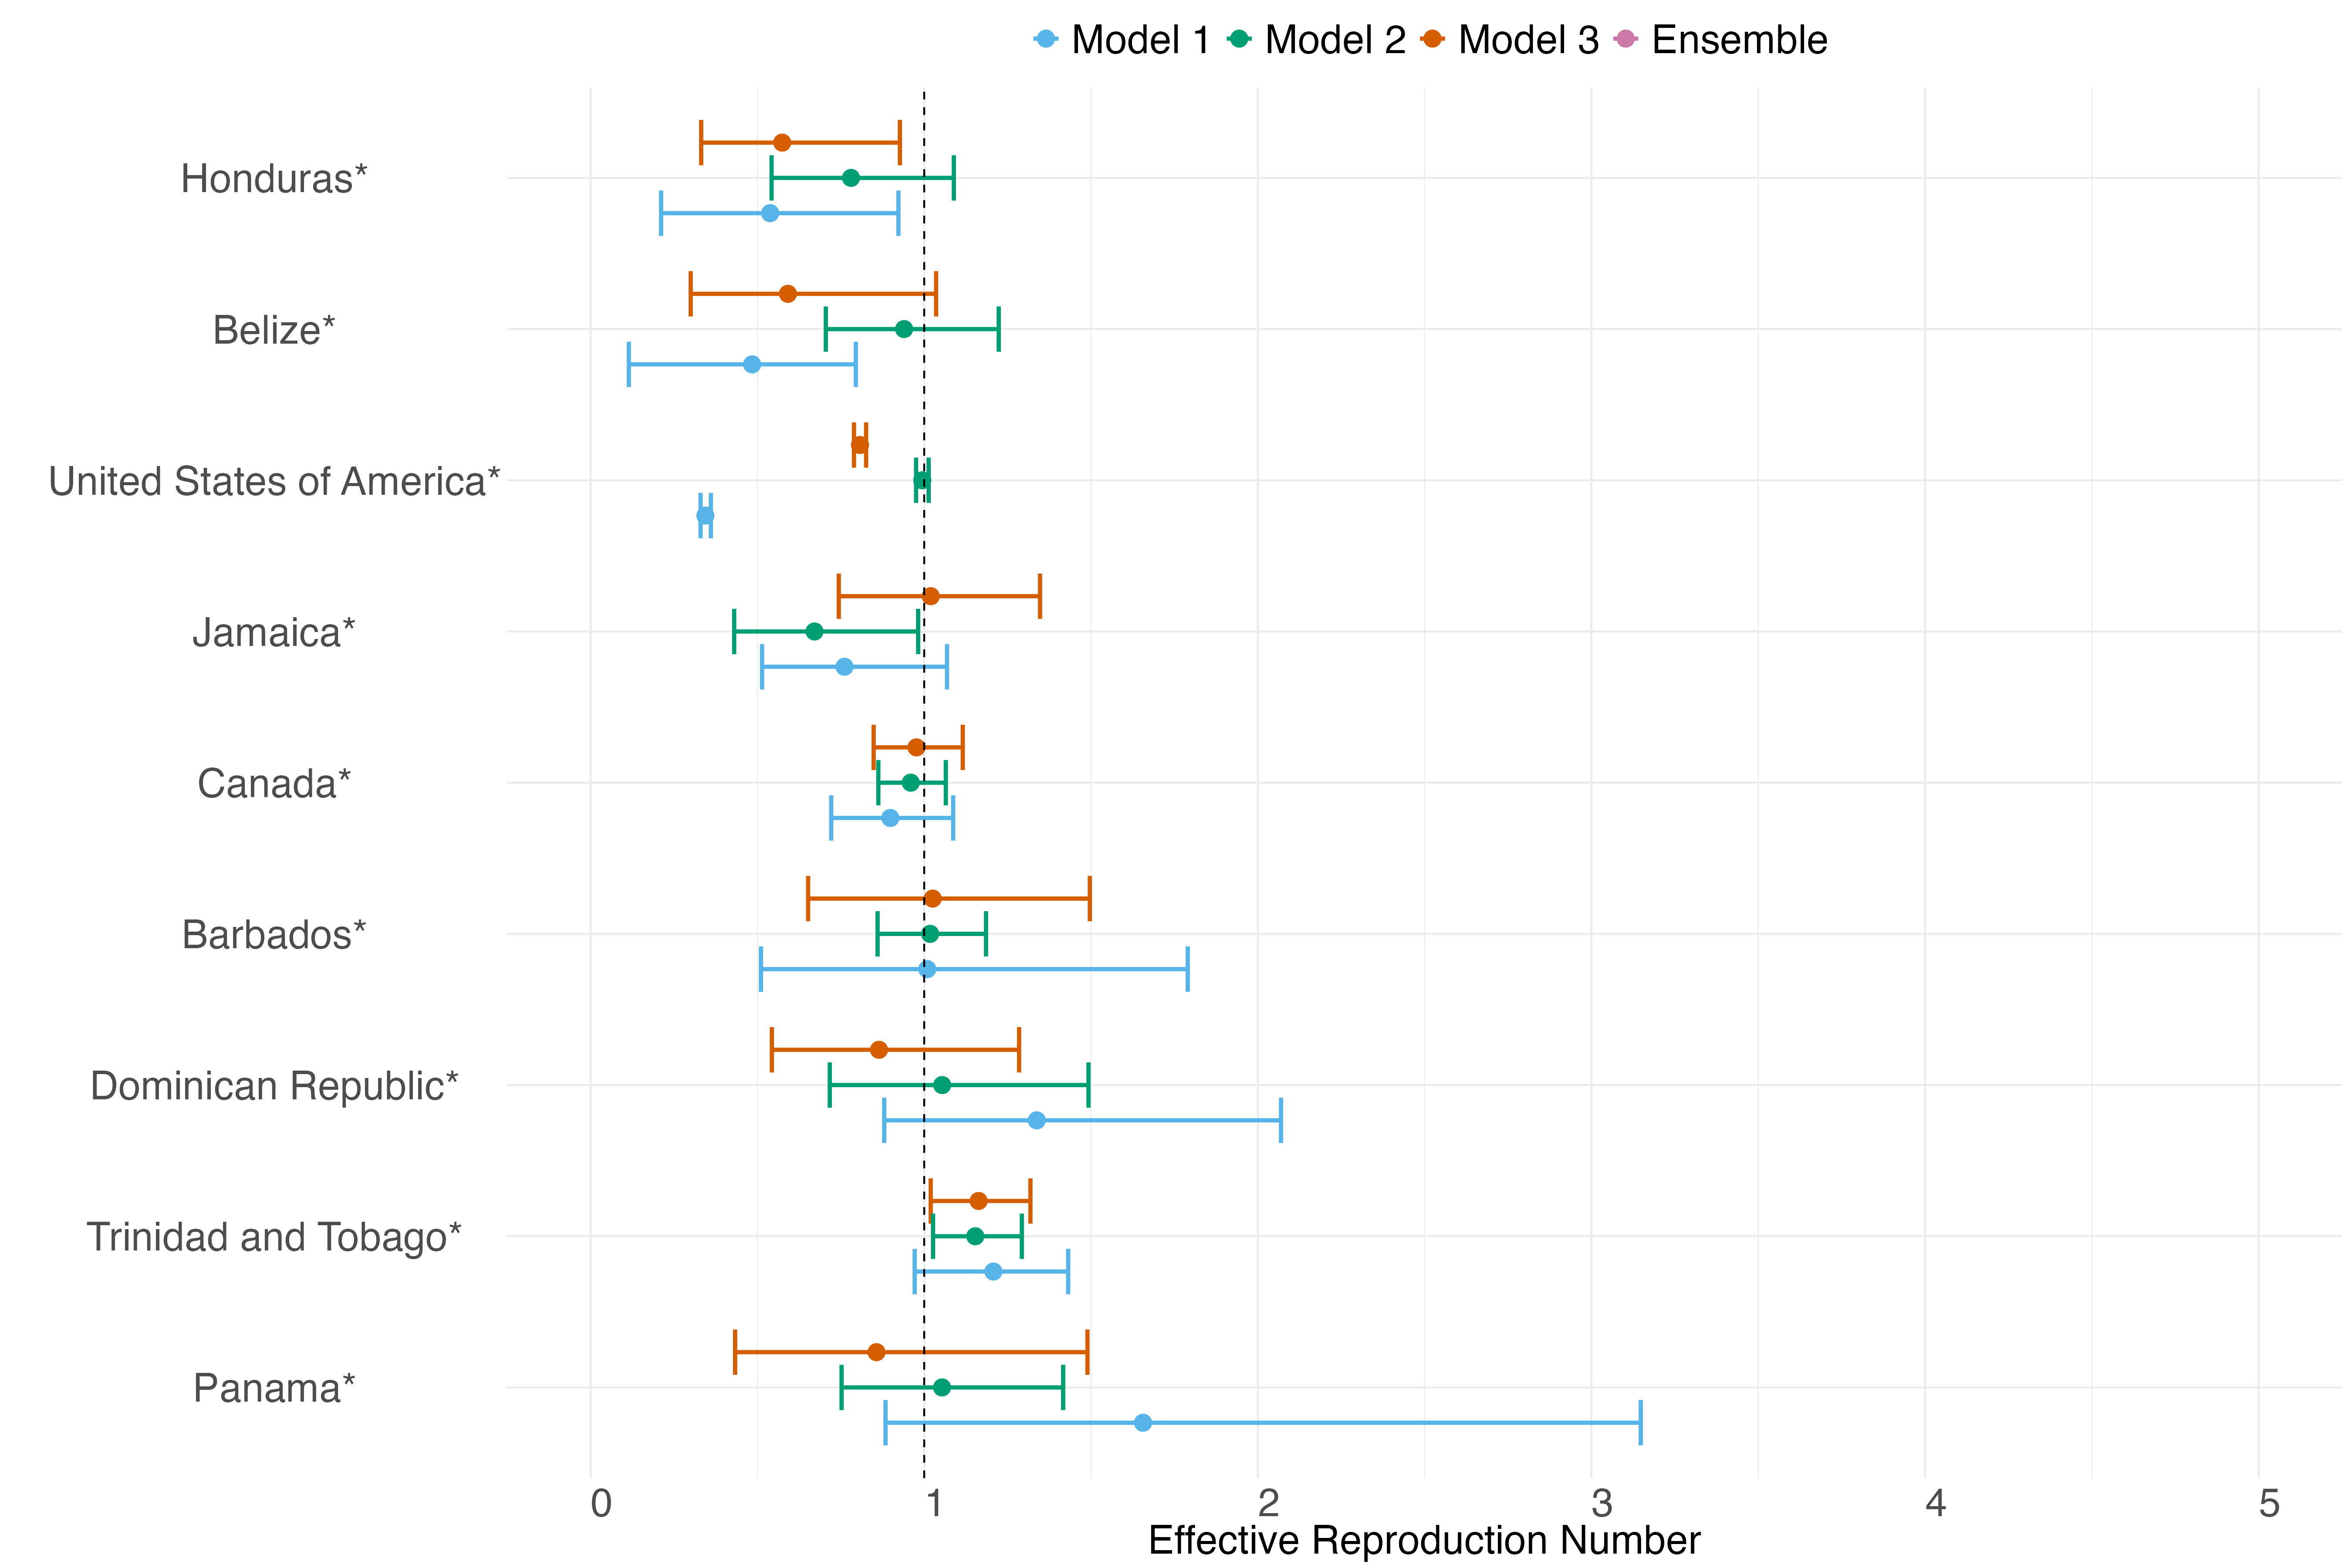 Model 1 Model 2 Model 3 Ensemble
Honduras*
Belize*
United States of America*
Jamaica*
Canada*
Barbados*
Dominican Republic*
Trinidad and Tobago*
Panama*
0 1 2 3 4 5
Effective Reproduction Number